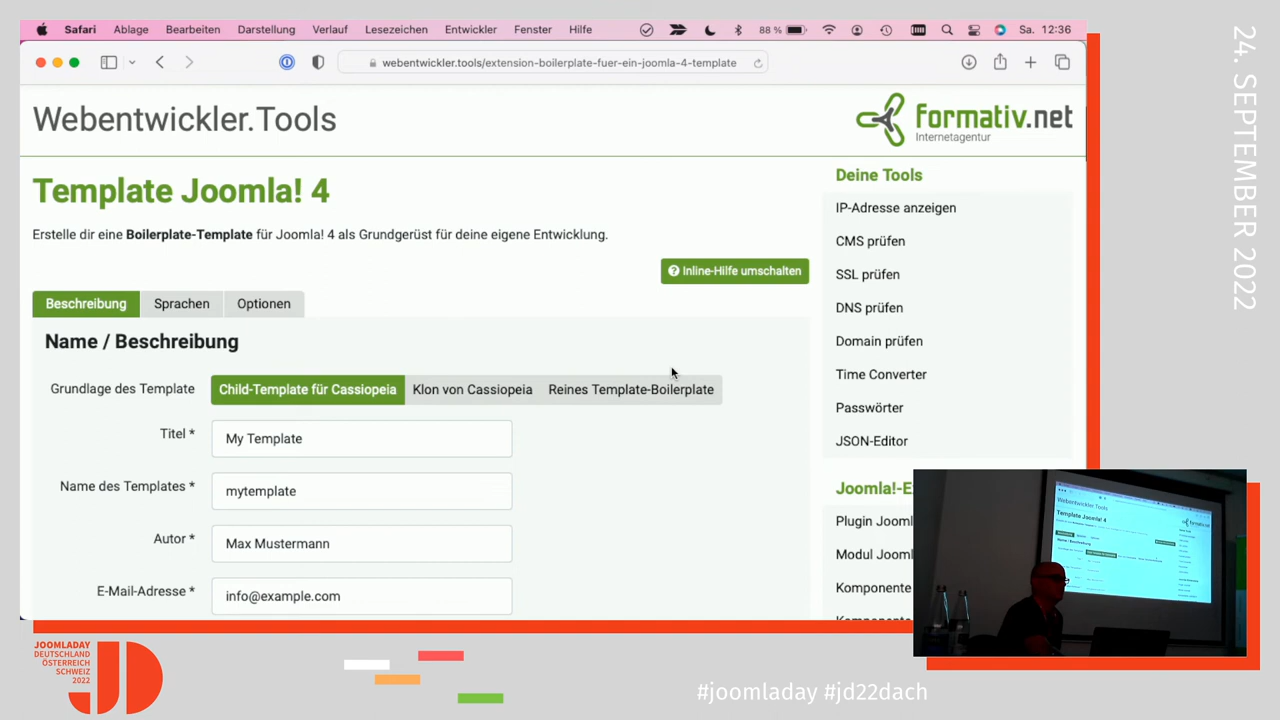 Safari Ablage Bearbeiten Darstellung Verlauf Lesezeichen Entwickler Fenster Hilfe 88 % Sa. 12:36
webentwickler.tools/extension-boilerplate-fuer-ein-joomla-4-template
Webentwickler.Tools
formativ.net
Internetagentur
Template Joomla! 4
Erstelle dir eine Boilerplate-Template für Joomla! 4 als Grundgerüst für deine eigene Entwicklung.
Inline-Hilfe umschalten
Beschreibung Sprachen Optionen
Name / Beschreibung
Grundlage des Template Child-Template für Cassiopeia Klon von Cassiopeia Reines Template-Boilerplate
Titel * My Template
Name des Templates * mytemplate
Autor * Max Mustermann
E-Mail-Adresse * info@example.com
Deine Tools
IP-Adresse anzeigen
CMS prüfen
SSL prüfen
DNS prüfen
Domain prüfen
Time Converter
Passwörter
JSON-Editor
Joomla!-E
Plugin Jooml
Modul Jooml
Komponente
Webentwickler Tools
Template Joomla! 4
24. SEPTEMBER 2022
JOOMLADAY
DEUTSCHLAND
ÖSTERREICH
SCHWEIZ
2022
JD
#joomladay #jd22dach